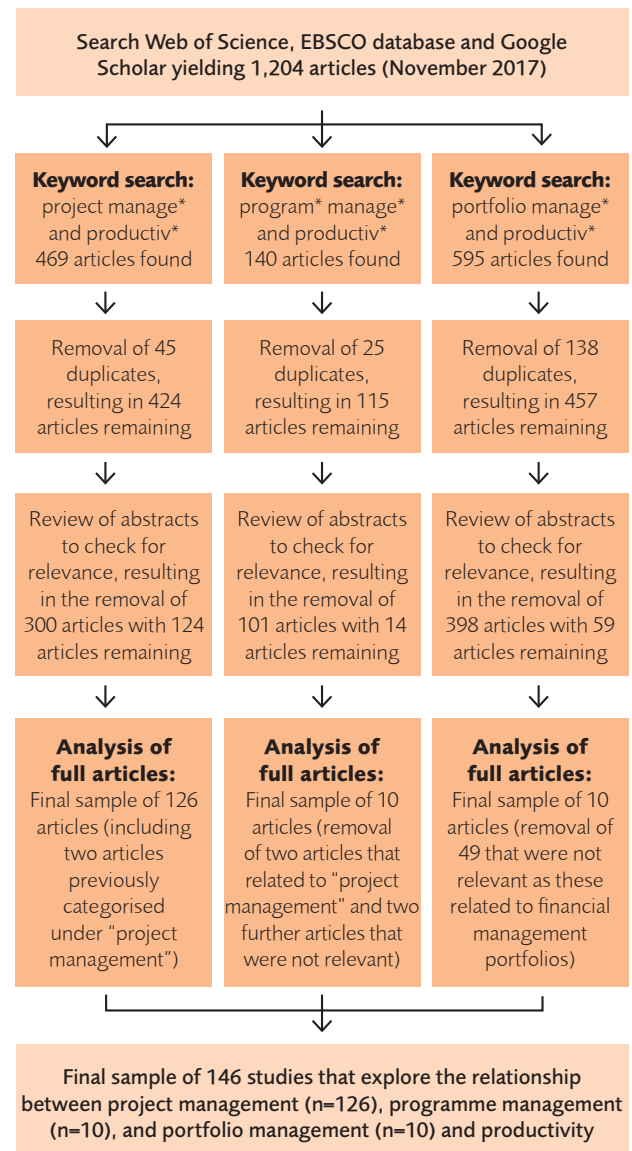 Search Web of Science, EBSCO database and Google
Scholar yielding 1,204 articles (November 2017)
Keyword search:
project manage*
and productiv*
469 articles found
Keyword search:
program* manage*
and productiv*
140 articles found
Keyword search:
portfolio manage*
and productiv*
595 articles found
Removal of 45
duplicates,
resulting in 424
articles remaining
Removal of 25
duplicates,
resulting in 115
articles remaining
Removal of 138
duplicates,
resulting in 457
articles remaining
Review of abstracts
to check for
relevance, resulting
in the removal of
300 articles with 124
articles remaining
Review of abstracts
to check for
relevance, resulting
in the removal of
101 articles with 14
articles remaining
Review of abstracts
to check for
relevance, resulting
in the removal of
398 articles with 59
articles remaining
Analysis of
full articles:
Final sample of 126
articles (including
two articles
previously
categorised
under “project
management”)
Analysis of
full articles:
Final sample of 10
articles (removal
of two articles that
related to “project
management” and two
further articles that
were not relevant)
Analysis of
full articles:
Final sample of 10
articles (removal of
49 that were not
relevant as these
related to financial
management
portfolios)
Final sample of 146 studies that explore the relationship
between project management (n=126), programme management
(n=10), and portfolio management (n=10) and productivity